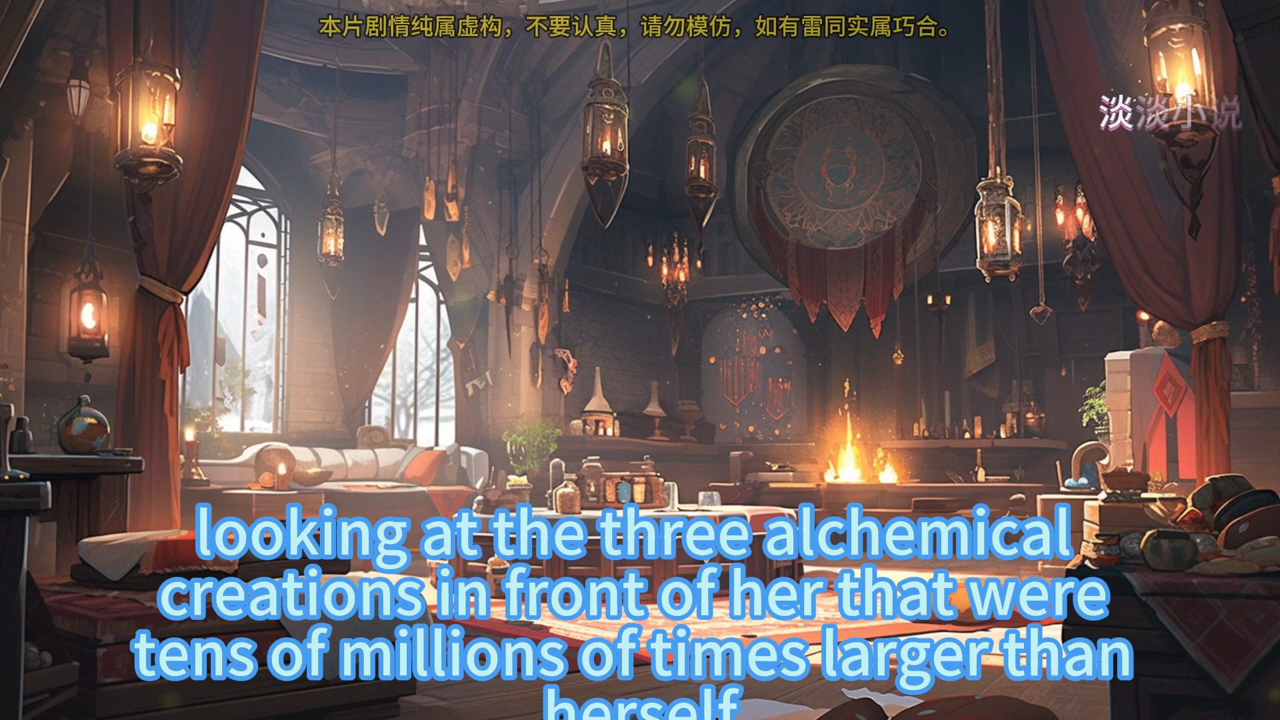 本片剧情纯属虚构，不要认真，请勿模仿，如有雷同实属巧合。
淡淡小说
looking at the three alchemical
creations in front of her that were
tens of millions of times larger than
herself